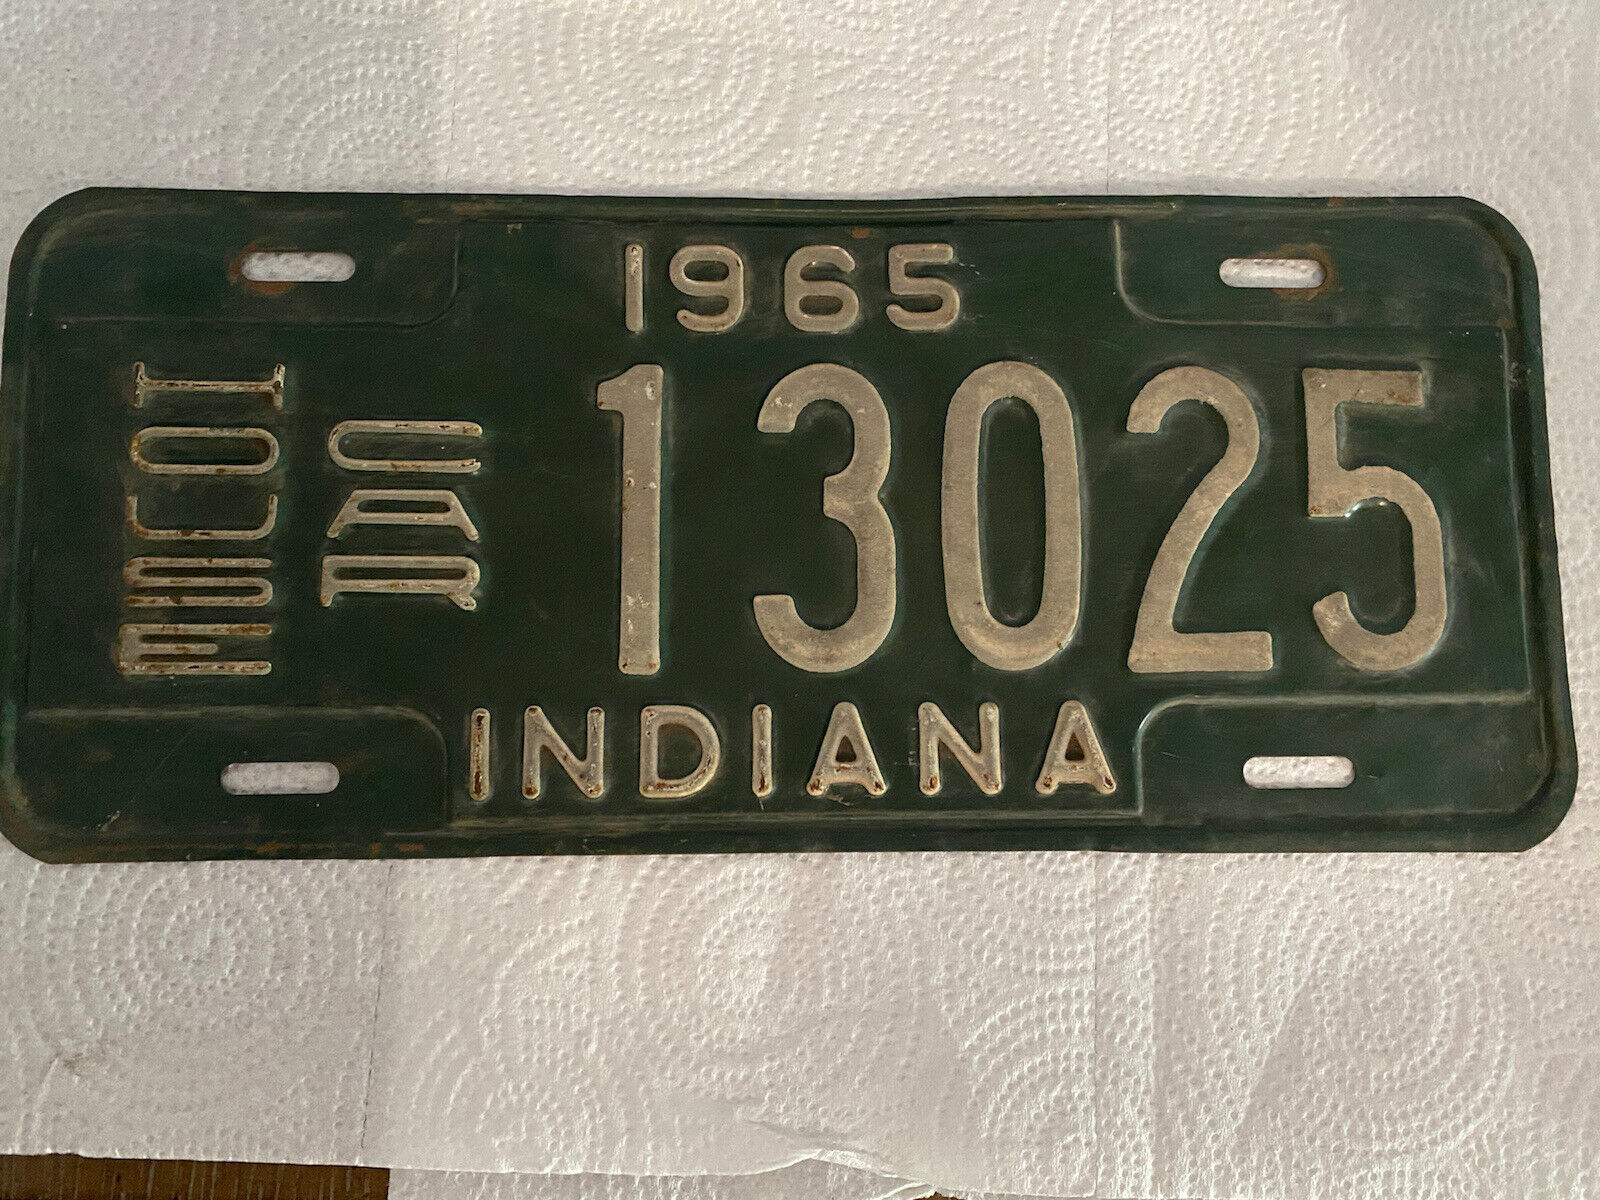 1965
HOUSE
CAR
13025
INDIANA